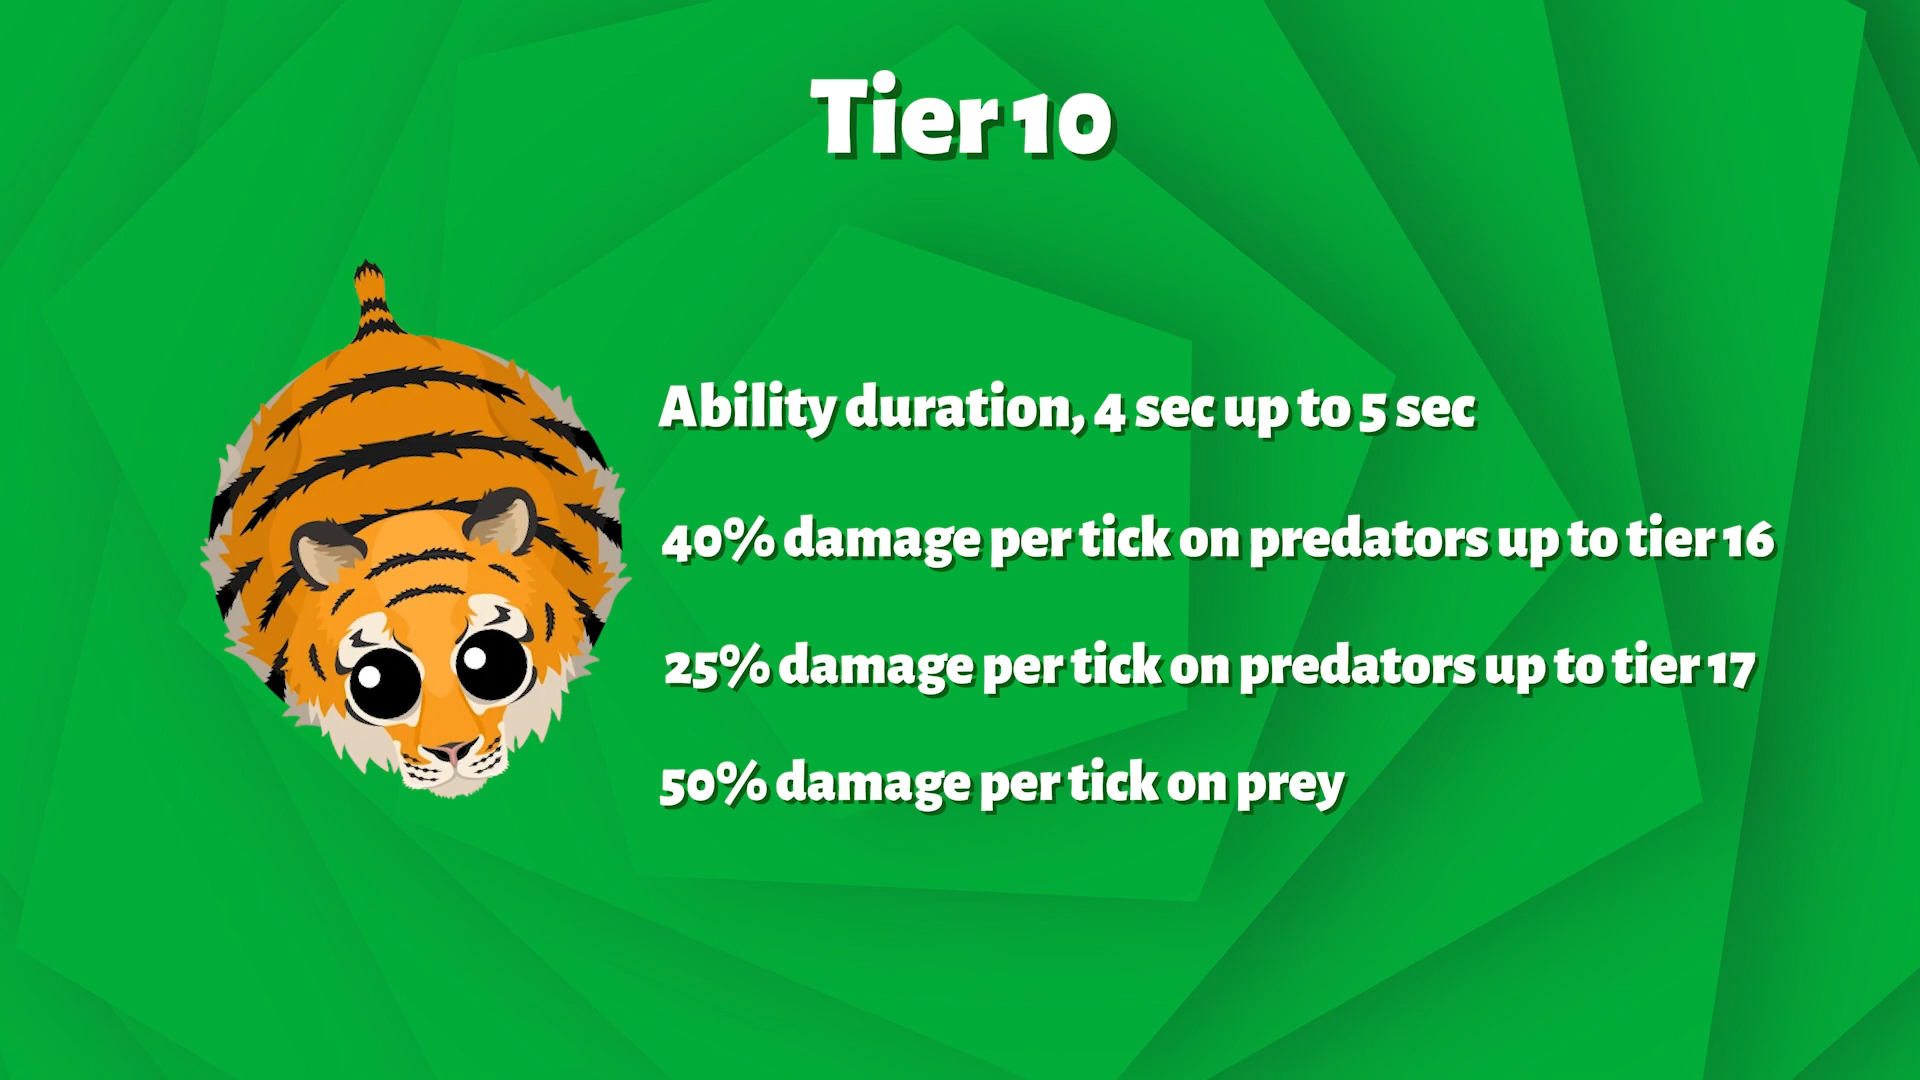 Tier 10
Ability duration, 4 sec up to 5 sec
40% damage per tick on predators up to tier 16
25% damage per tick on predators up to tier 17
50% damage per tick on prey